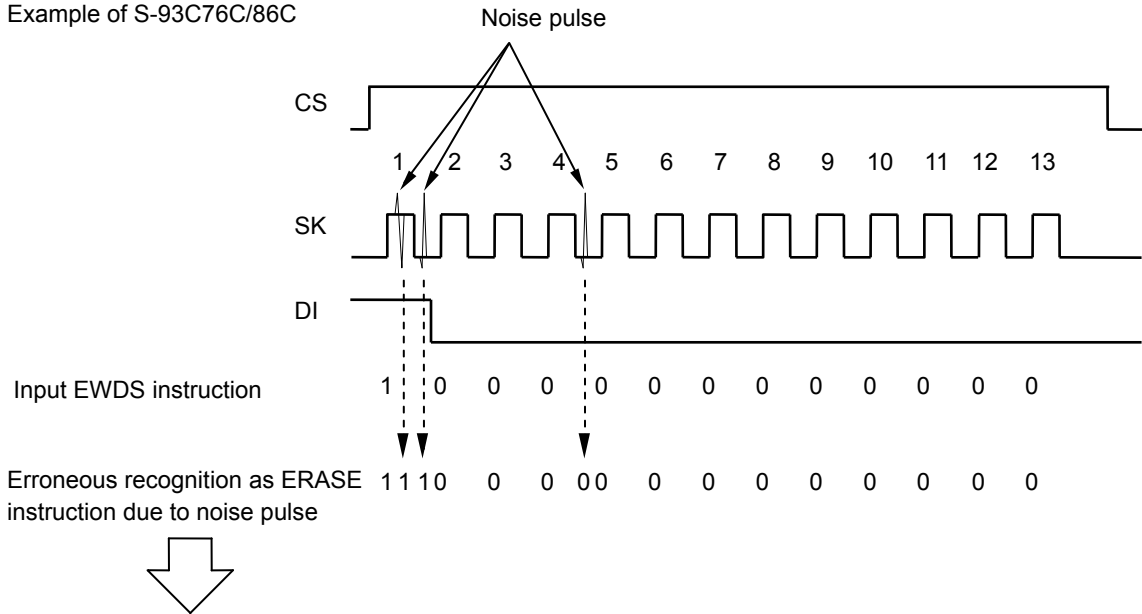 Example of S-93C76C/86C
Noise pulse
CS
1 2 3 4 5 6 7 8 9 10 11 12 13
SK
DI
Input EWDS instruction 1 0 0 0 0 0 0 0 0 0 0 0 0
Erroneous recognition as ERASE 1 1 1 0 0 0 0 0 0 0 0 0 0 0 0 0
instruction due to noise pulse